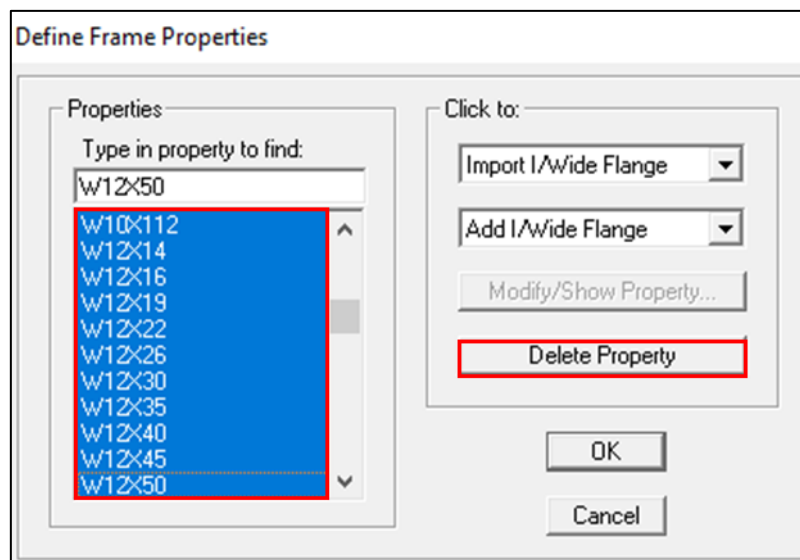 Define Frame Properties
Properties
Type in property to find:
W12X50
W10X112
W12X14
W12X16
W12X19
W12X22
W12X26
W12X30
W12X35
W12X40
W12X45
W12X50
Click to:
Import I/Wide Flange
Add I/Wide Flange
Modify/Show Property...
Delete Property
OK
Cancel